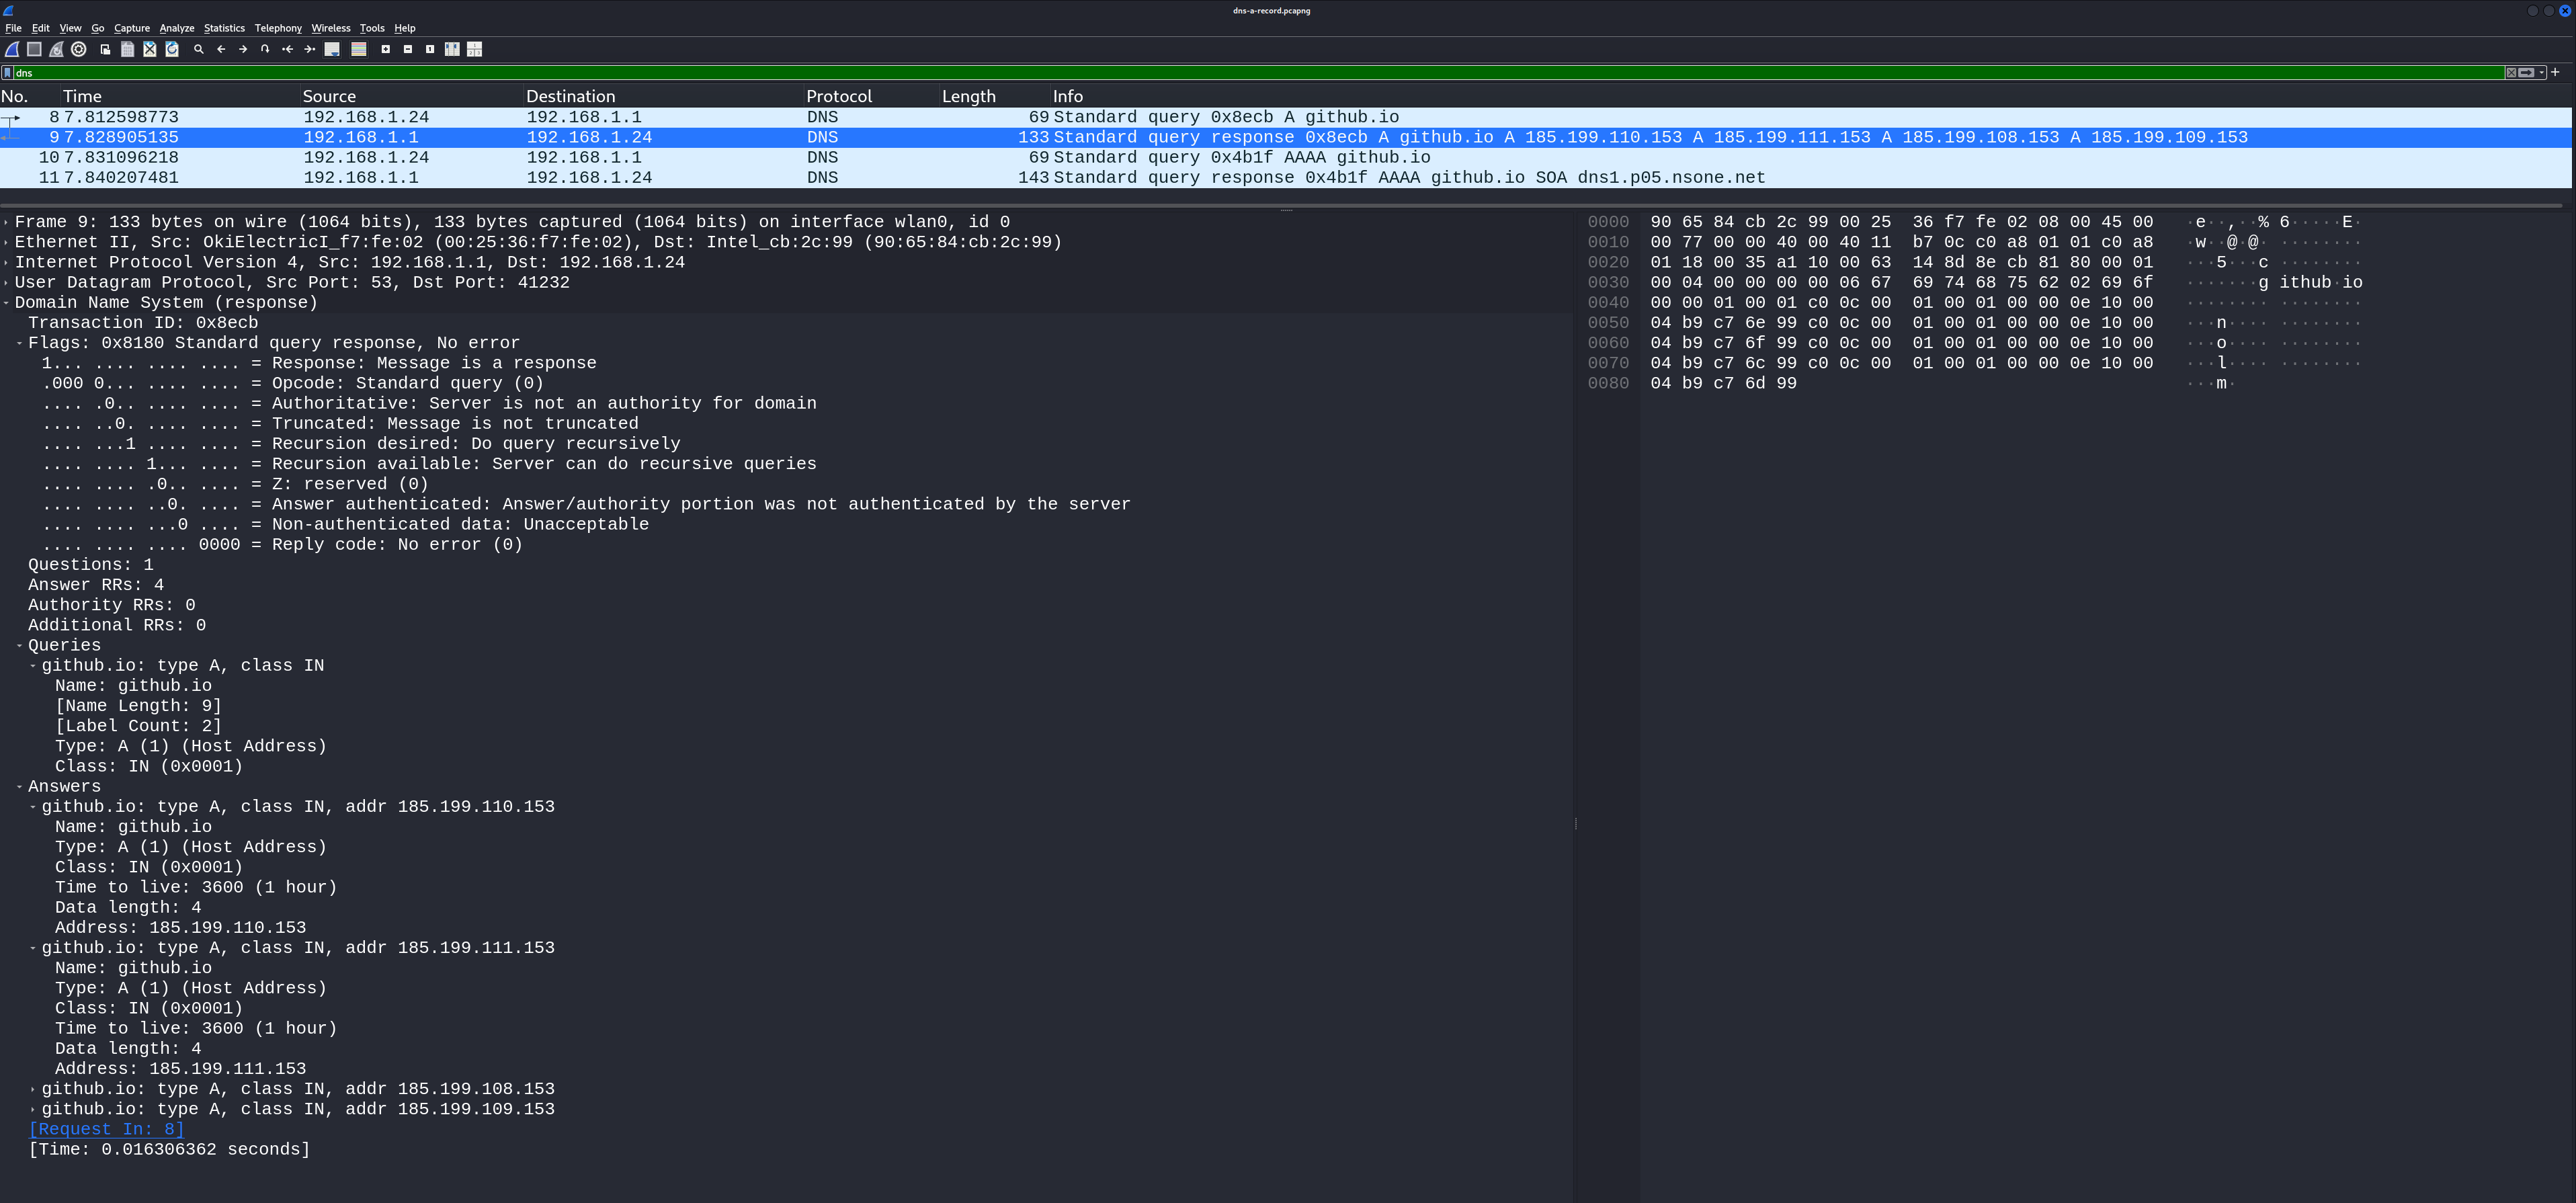 dns-a-record.pcapng
File Edit View Go Capture Analyze Statistics Telephony Wireless Tools Help
dns
No. Time Source Destination Protocol Length Info
8 7.812598773 192.168.1.24 192.168.1.1 DNS 69 Standard query 0x8ecb A github.io
9 7.828905135 192.168.1.1 192.168.1.24 DNS 133 Standard query response 0x8ecb A github.io A 185.199.110.153 A 185.199.111.153 A 185.199.108.153 A 185.199.109.153
10 7.831096218 192.168.1.24 192.168.1.1 DNS 69 Standard query 0x4b1f AAAA github.io
11 7.840207481 192.168.1.1 192.168.1.24 DNS 143 Standard query response 0x4b1f AAAA github.io SOA dns1.p05.nsone.net
Frame 9: 133 bytes on wire (1064 bits), 133 bytes captured (1064 bits) on interface wlan0, id 0
Ethernet II, Src: OkiElectricI_f7:fe:02 (00:25:36:f7:fe:02), Dst: Intel_cb:2c:99 (90:65:84:cb:2c:99)
Internet Protocol Version 4, Src: 192.168.1.1, Dst: 192.168.1.24
User Datagram Protocol, Src Port: 53, Dst Port: 41232
Domain Name System (response)
Transaction ID: 0x8ecb
Flags: 0x8180 Standard query response, No error
1... .... .... .... = Response: Message is a response
.000 0... .... .... = Opcode: Standard query (0)
.... .0.. .... .... = Authoritative: Server is not an authority for domain
.... ..0. .... .... = Truncated: Message is not truncated
.... ...1 .... .... = Recursion desired: Do query recursively
.... .... 1... .... = Recursion available: Server can do recursive queries
.... .... .0.. .... = Z: reserved (0)
.... .... ..0. .... = Answer authenticated: Answer/authority portion was not authenticated by the server
.... .... ...0 .... = Non-authenticated data: Unacceptable
.... .... .... 0000 = Reply code: No error (0)
Questions: 1
Answer RRs: 4
Authority RRs: 0
Additional RRs: 0
Queries
github.io: type A, class IN
Name: github.io
[Name Length: 9]
[Label Count: 2]
Type: A (1) (Host Address)
Class: IN (0x0001)
Answers
github.io: type A, class IN, addr 185.199.110.153
Name: github.io
Type: A (1) (Host Address)
Class: IN (0x0001)
Time to live: 3600 (1 hour)
Data length: 4
Address: 185.199.110.153
github.io: type A, class IN, addr 185.199.111.153
Name: github.io
Type: A (1) (Host Address)
Class: IN (0x0001)
Time to live: 3600 (1 hour)
Data length: 4
Address: 185.199.111.153
github.io: type A, class IN, addr 185.199.108.153
github.io: type A, class IN, addr 185.199.109.153
[Request In: 8]
[Time: 0.016306362 seconds]
0000 90 65 84 cb 2c 99 00 25 36 f7 fe 02 08 00 45 00 ·e··,··% 6·····E·
0010 00 77 00 00 40 00 40 11 b7 0c c0 a8 01 01 c0 a8 ·w··@·@· ········
0020 01 18 00 35 a1 10 00 63 14 8d 8e cb 81 80 00 01 ···5···c ········
0030 00 04 00 00 00 00 06 67 69 74 68 75 62 02 69 6f ·······g ithub·io
0040 00 00 01 00 01 c0 0c 00 01 00 01 00 00 0e 10 00 ········ ········
0050 04 b9 c7 6e 99 c0 0c 00 01 00 01 00 00 0e 10 00 ···n···· ········
0060 04 b9 c7 6f 99 c0 0c 00 01 00 01 00 00 0e 10 00 ···o···· ········
0070 04 b9 c7 6c 99 c0 0c 00 01 00 01 00 00 0e 10 00 ···l···· ········
0080 04 b9 c7 6d 99 ···m·